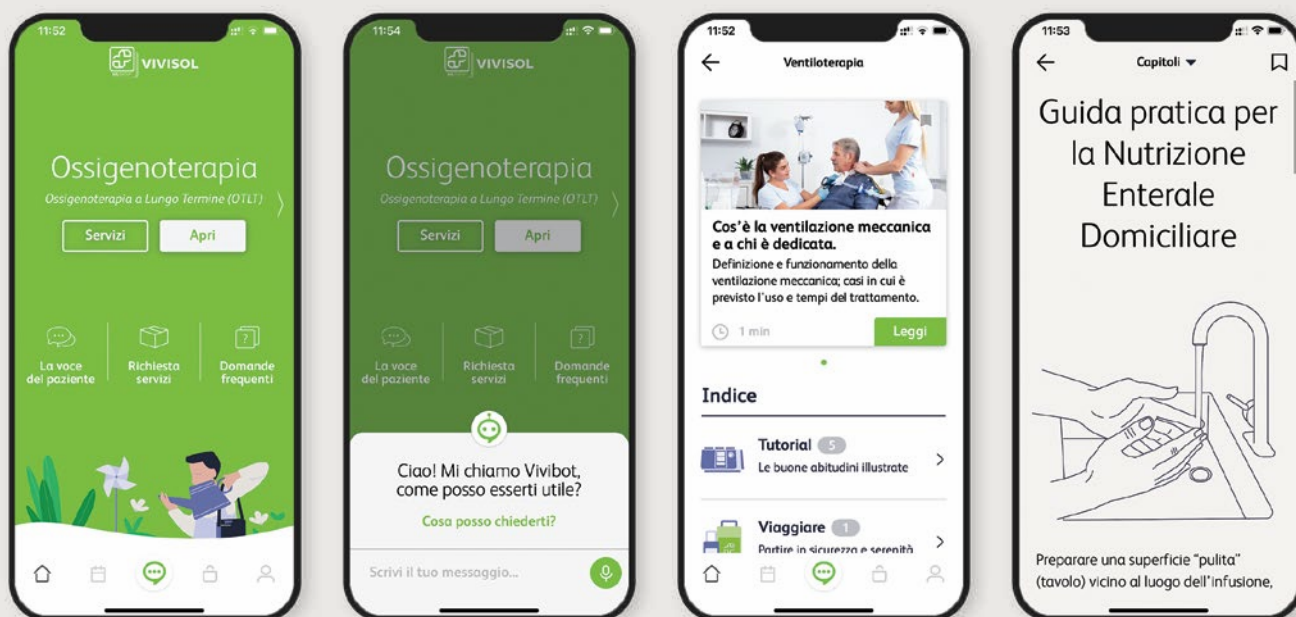 11:52
VIVISOL
Ossigenoterapia
Ossigenoterapia a Lungo Termine (OTLT)
Servizi
Apri
La voce
del paziente
Richiesta
servizi
Domande
frequenti
11:54
VIVISOL
Ossigenoterapia
Ossigenoterapia a Lungo Termine (OTLT)
Servizi
Apri
La voce
del paziente
Richiesta
servizi
Domande
frequenti
Ciao! Mi chiamo Vivibot,
come posso esserti utile?
Cosa posso chiederti?
Scrivi il tuo messaggio...
11:52
Ventiloterapia
Cos'è la ventilazione meccanica
e a chi è dedicata.
Definizione e funzionamento della
ventilazione meccanica; casi in cui è
previsto l'uso e tempi del trattamento.
1 min
Leggi
Indice
Tutorial 5
Le buone abitudini illustrate
Viaggiare 1
Partire in sicurezza e serenità
11:53
Capitoli
Guida pratica per
la Nutrizione
Enterale
Domiciliare
Preparare una superficie “pulita”
(tavolo) vicino al luogo dell'infusione,